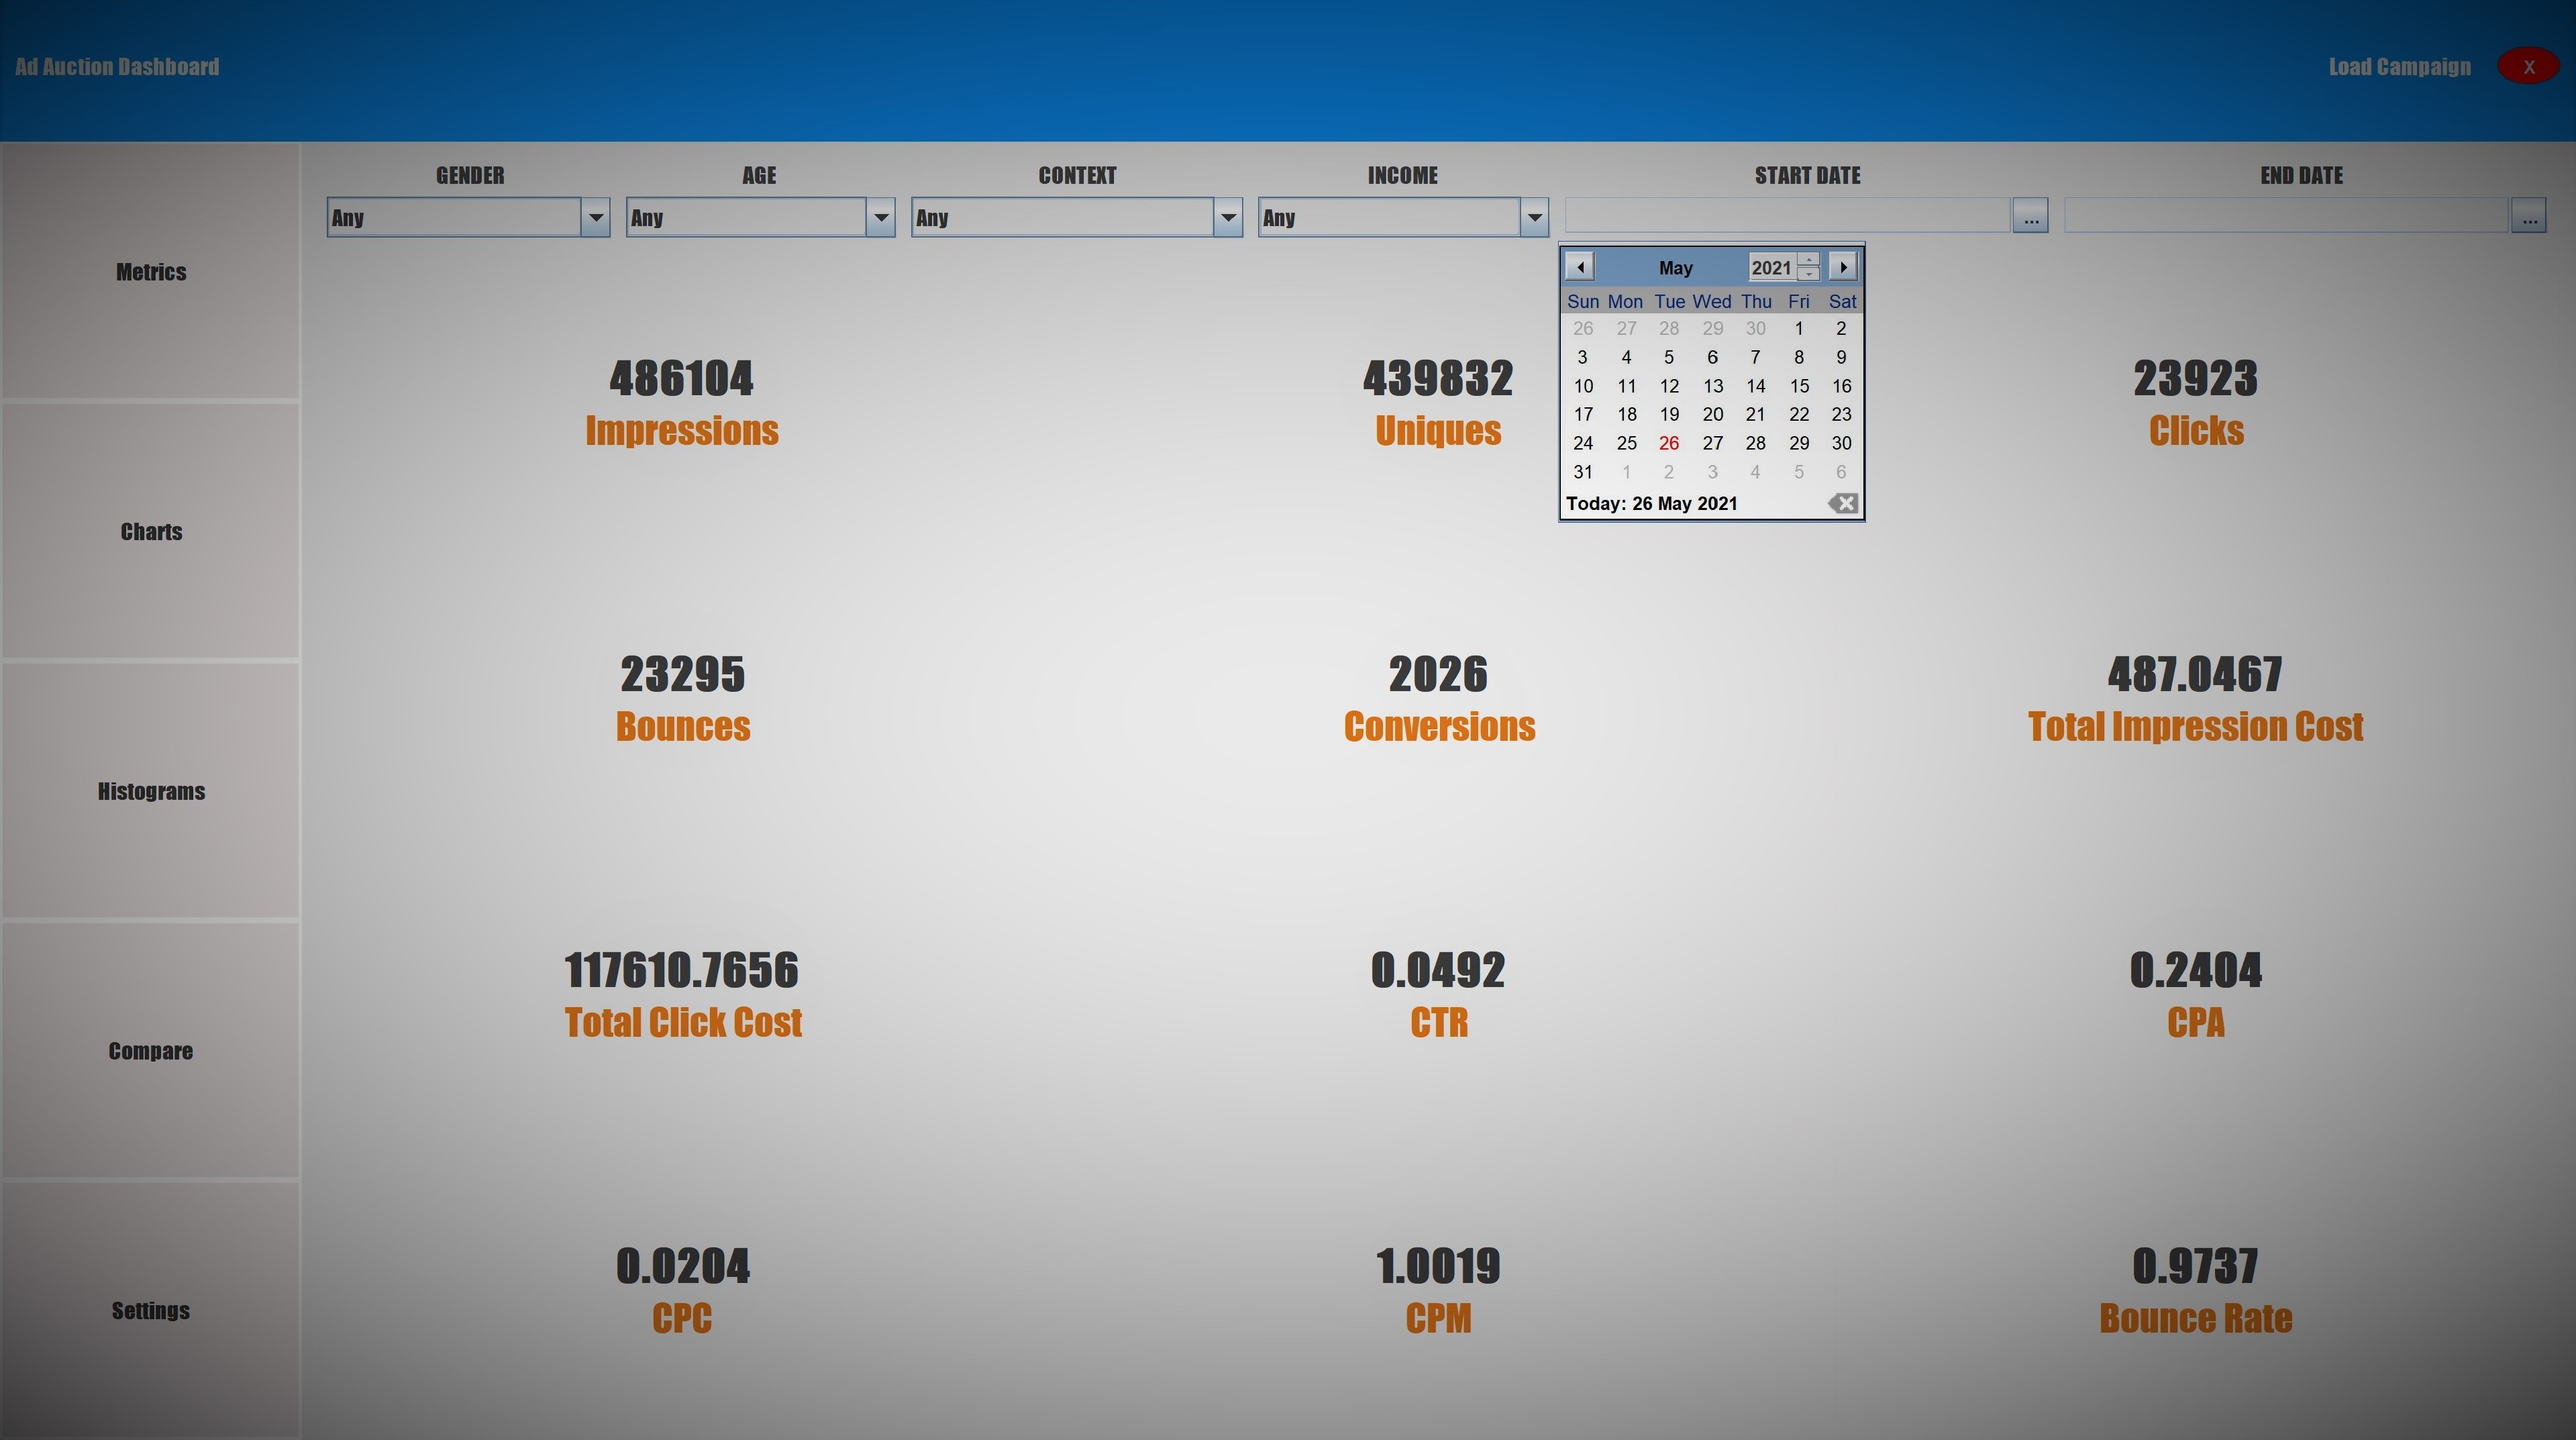 Ad Auction Dashboard
Load Campaign X
GENDER AGE CONTEXT INCOME START DATE END DATE
Any Any Any Any ... ...
Metrics
Charts
Histograms
Compare
Settings
May 2021
Sun Mon Tue Wed Thu Fri Sat
26 27 28 29 30 1 2
3 4 5 6 7 8 9
10 11 12 13 14 15 16
17 18 19 20 21 22 23
24 25 26 27 28 29 30
31 1 2 3 4 5 6
Today: 26 May 2021
486104
Impressions
439832
Uniques
23923
Clicks
23295
Bounces
2026
Conversions
487.0467
Total Impression Cost
117610.7656
Total Click Cost
0.0492
CTR
0.2404
CPA
0.0204
CPC
1.0019
CPM
0.9737
Bounce Rate